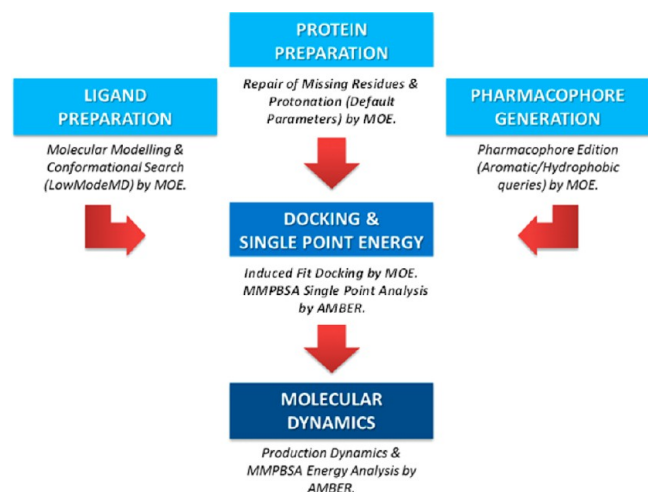 PROTEIN
PREPARATION
Repair of Missing Residues &
Protonation (Default
Parameters) by MOE.
LIGAND
PREPARATION
Molecular Modelling &
Conformational Search
(LowModeMD) by MOE.
PHARMACOPHORE
GENERATION
Pharmacophore Edition
(Aromatic/Hydrophobic
queries) by MOE.
DOCKING &
SINGLE POINT ENERGY
Induced Fit Docking by MOE.
MMPBSA Single Point Analysis
by AMBER.
MOLECULAR
DYNAMICS
Production Dynamics &
MMPBSA Energy Analysis by
AMBER.